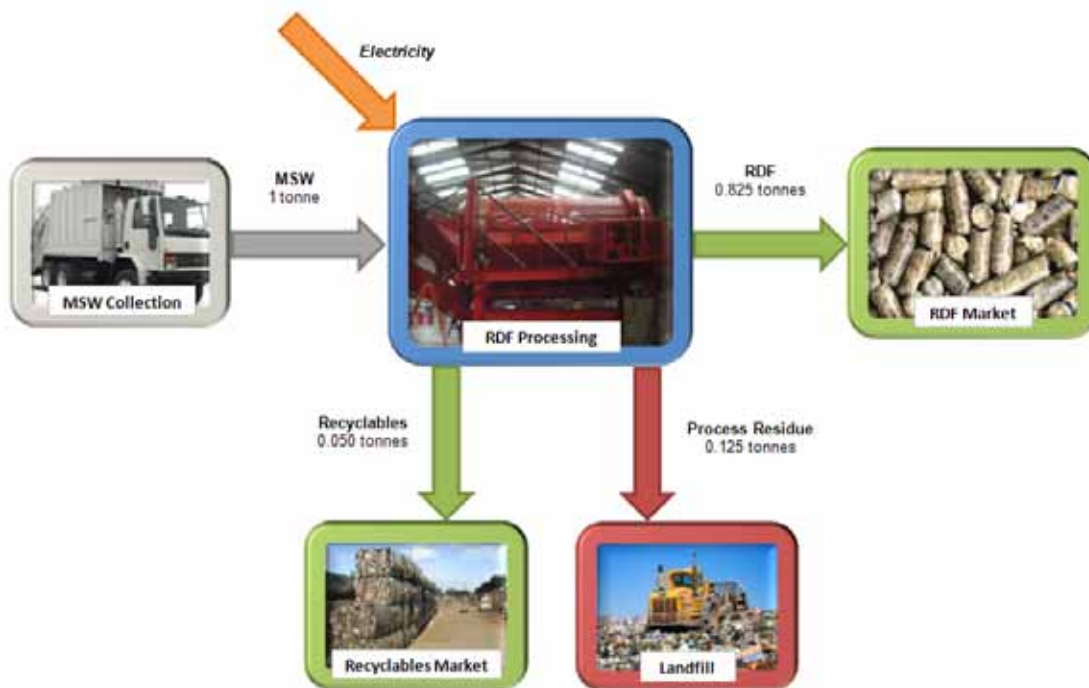 Electricity
MSW
1 tonne
RDF
0.825 tonnes
MSW Collection
RDF Processing
RDF Market
Recyclables
0.050 tonnes
Process Residue
0.125 tonnes
Recyclables Market
Landfill